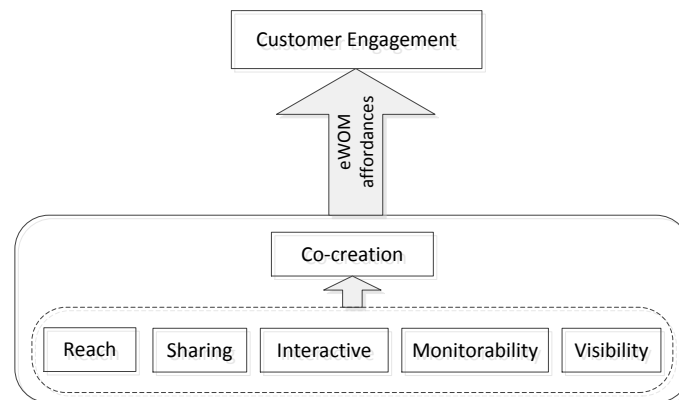 Customer Engagement
eWOM
affordances
Co-creation
Reach
Sharing
Interactive
Monitorability
Visibility